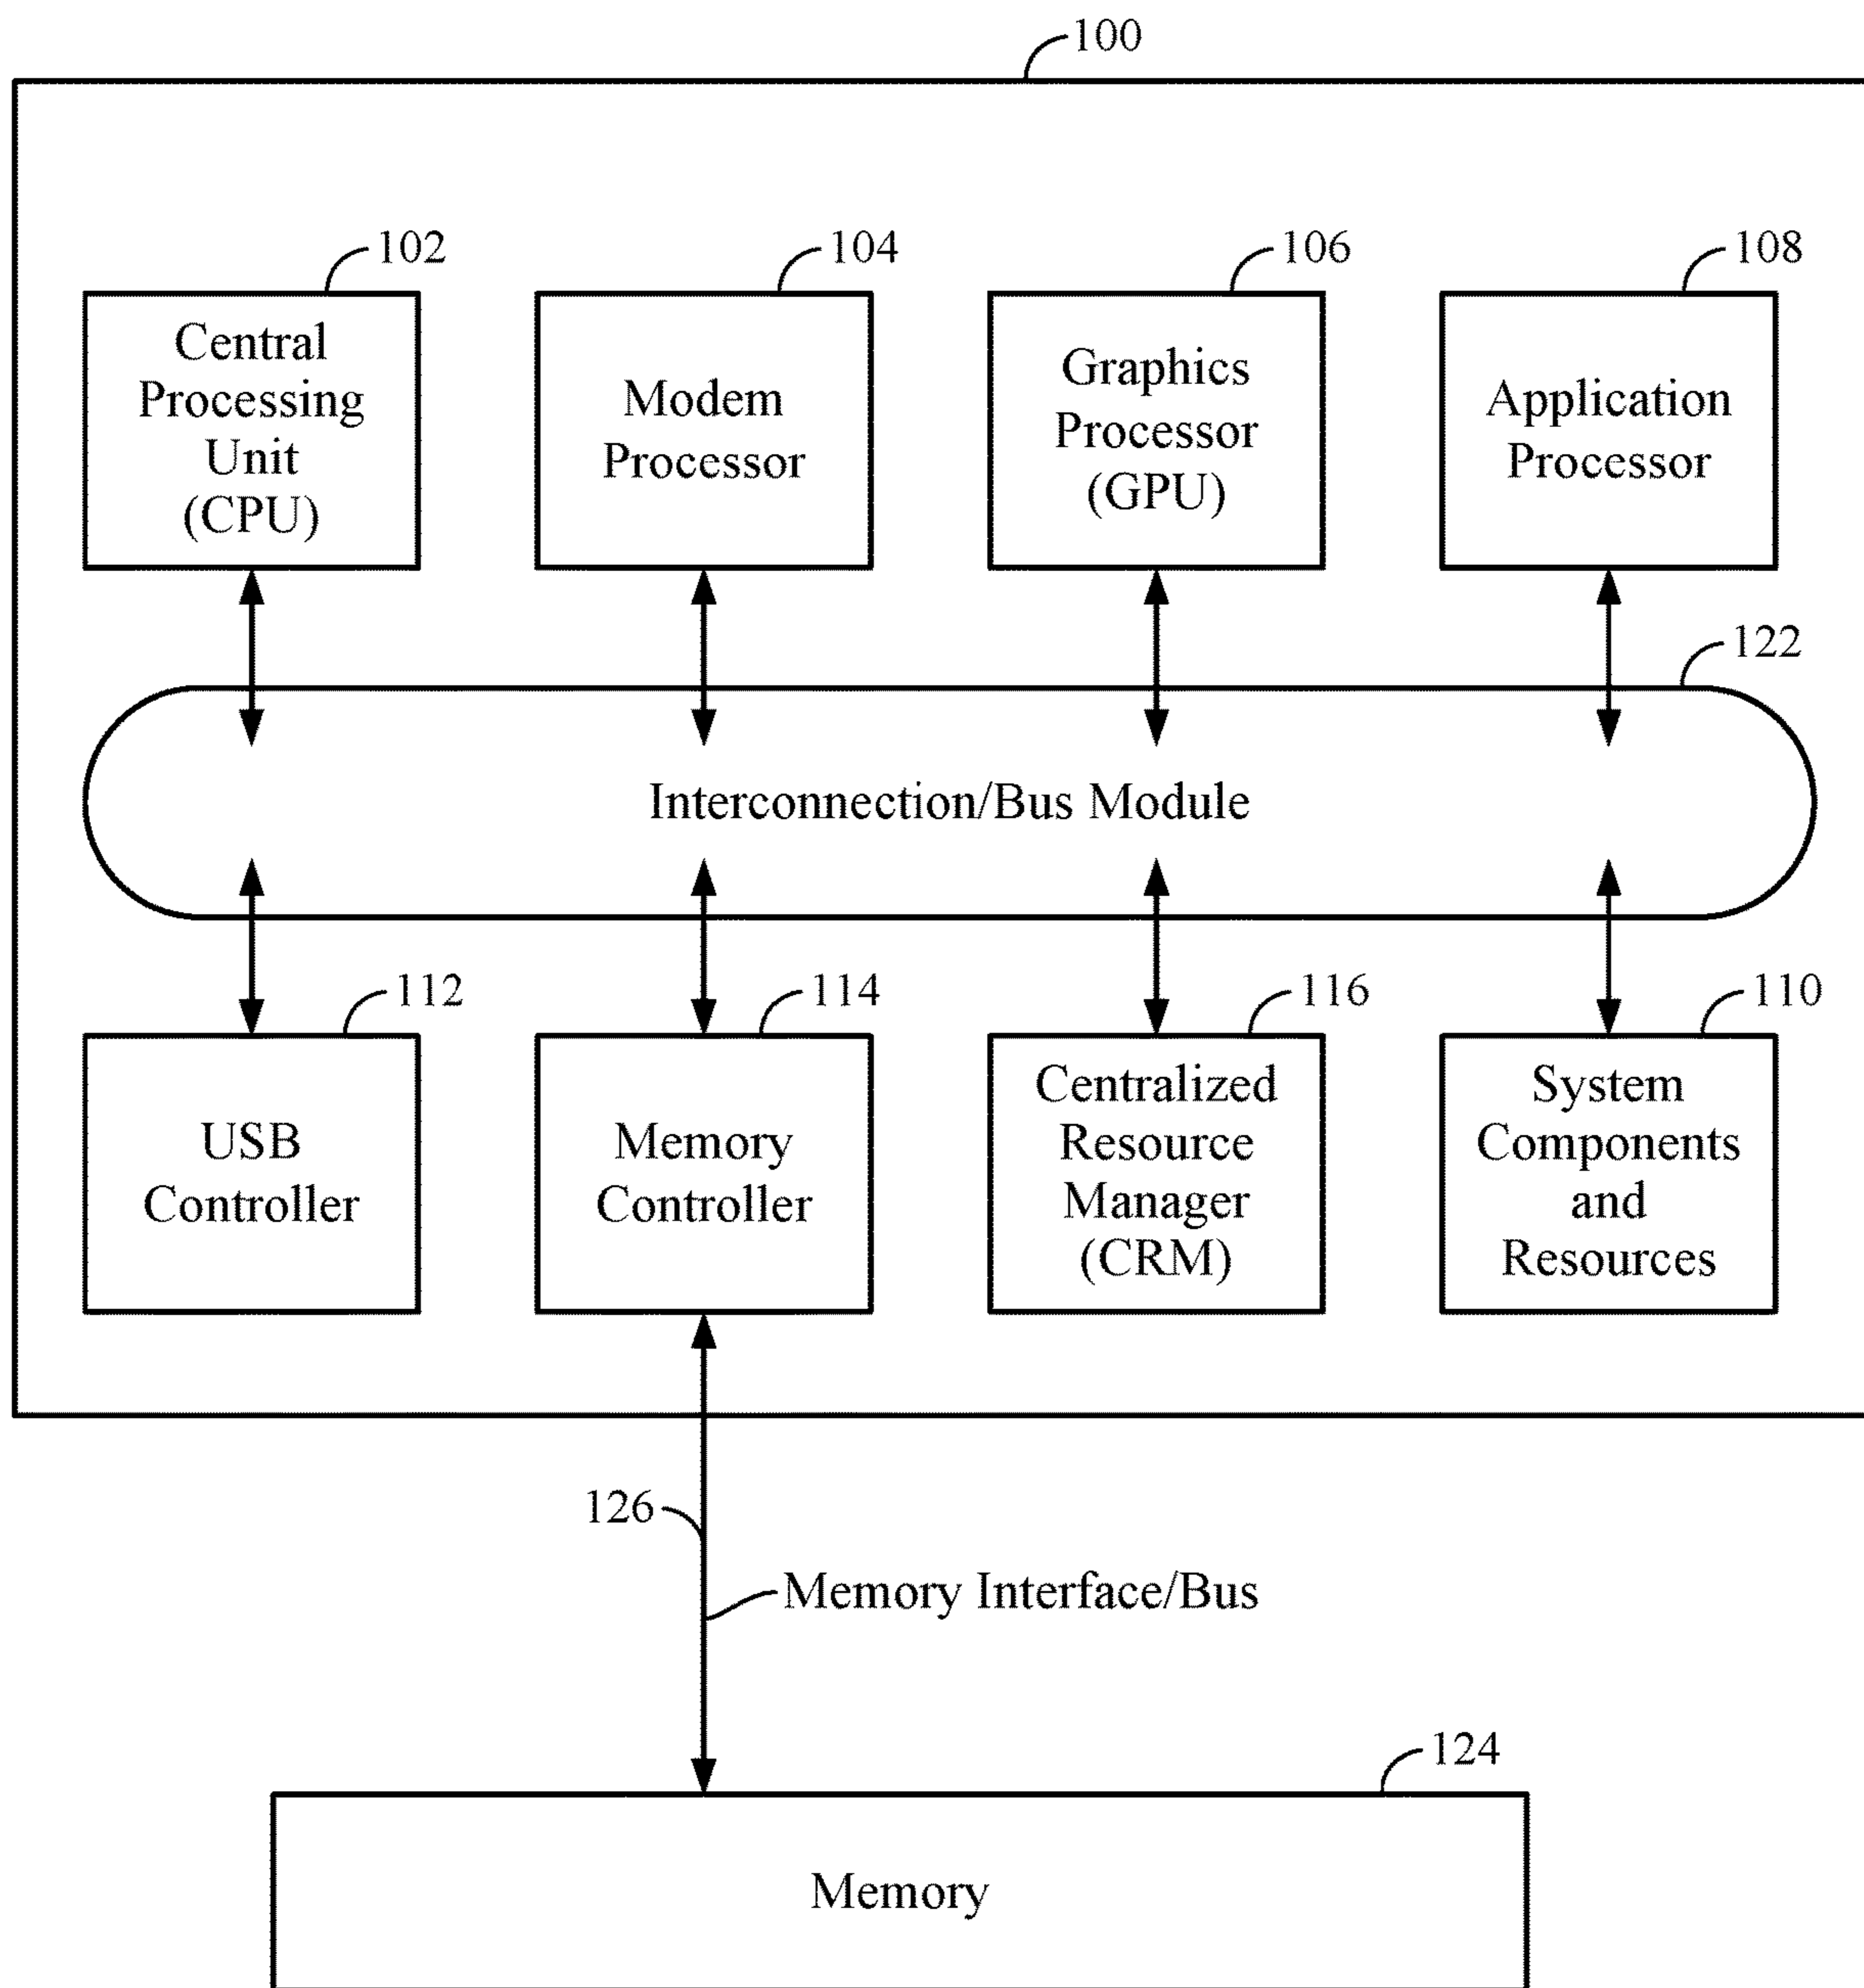 100
102
104
106
108
Central
Processing
Unit
(CPU)
Modem
Processor
Graphics
Processor
(GPU)
Application
Processor
122
Interconnection/Bus Module
112
114
116
110
USB
Controller
Memory
Controller
Centralized
Resource
Manager
(CRM)
System
Components
and
Resources
126
Memory Interface/Bus
124
Memory